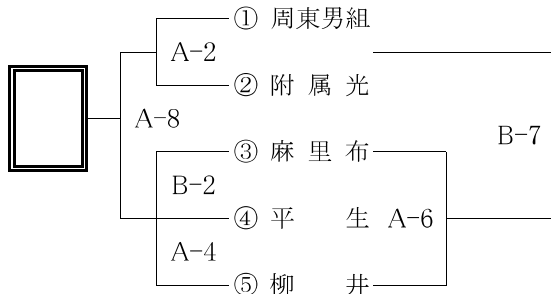 ① 周東男組
A-2
② 附属光
A-8
③ 麻里布
B-7
B-2
④ 平生
A-6
A-4
⑤ 柳井